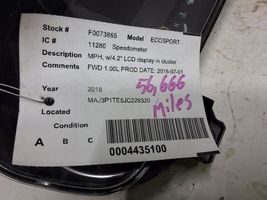 Stock # F0073865 Model ECOSPORT
IC # 11280 Speedometer
Description MPH, w/4.2" LCD display in cluster
Comments FWD 1.00L PROD DATE: 2018-07-01
Year 2018
MAJ3P1TE5JC229320
Located
Condition
56,666
Miles
A B C
0004435100